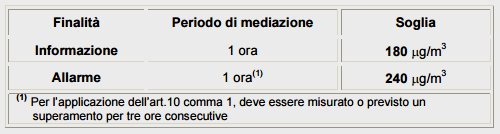 Finalità Periodo di mediazione Soglia
Informazione 1 ora 180 µg/m³
Allarme 1 ora⁽¹⁾ 240 µg/m³
⁽¹⁾ Per l'applicazione dell'art.10 comma 1, deve essere misurato o previsto un
superamento per tre ore consecutive